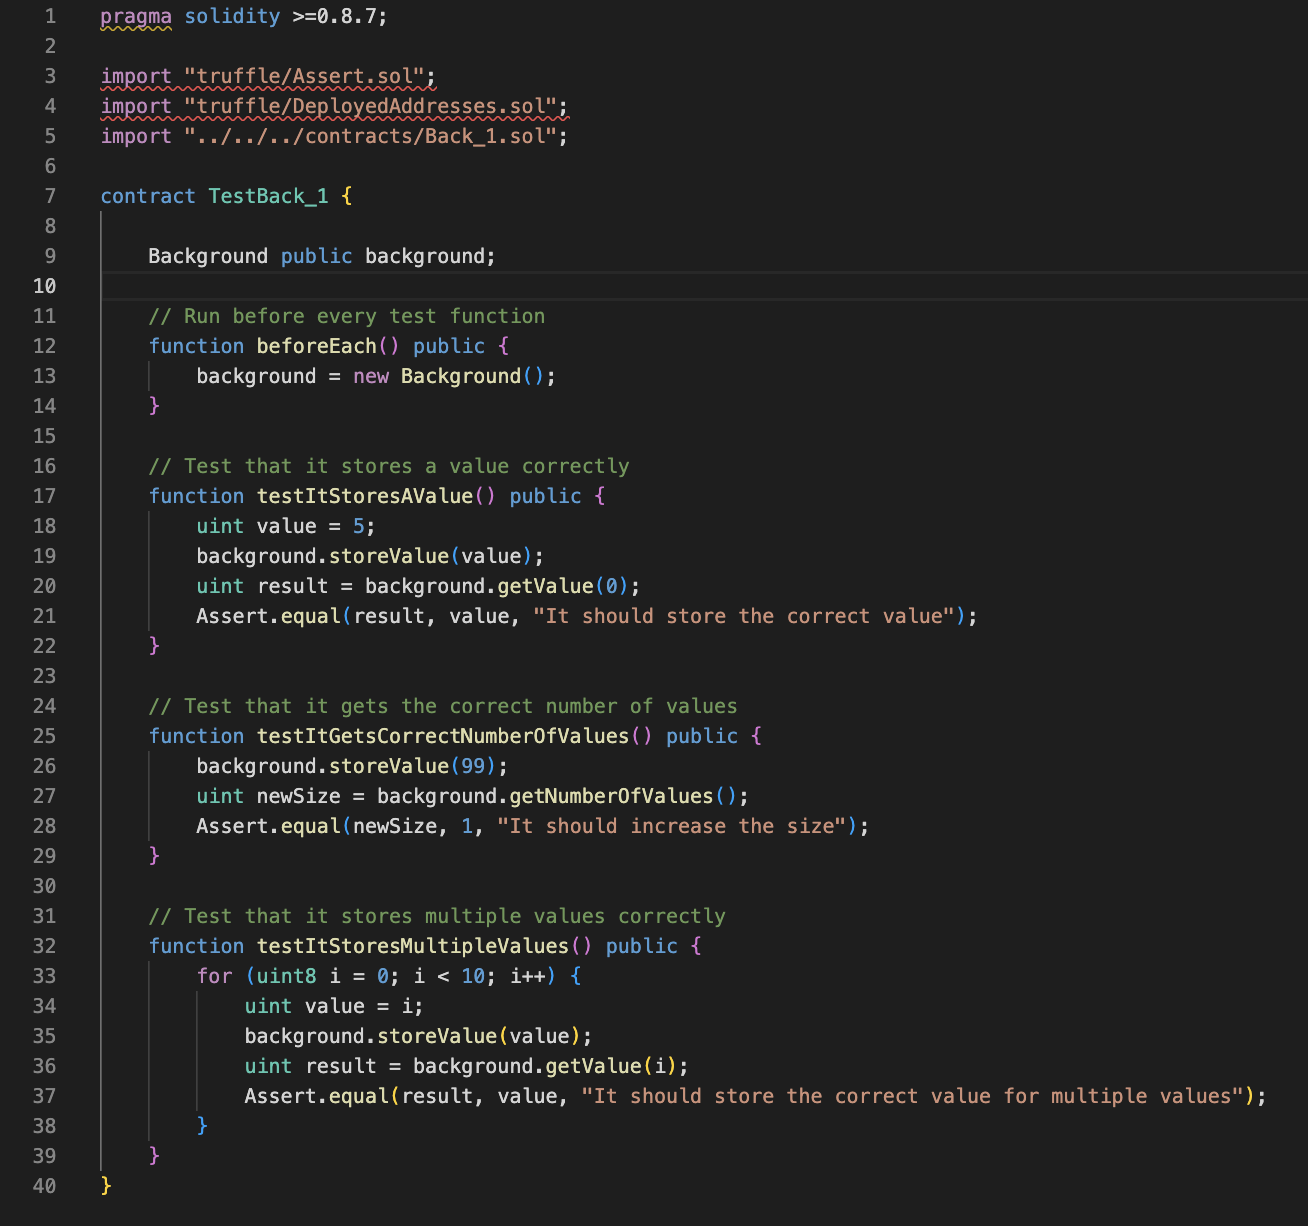 1 pragma solidity >=0.8.7;
2
3 import "truffle/Assert.sol";
4 import "truffle/DeployedAddresses.sol";
5 import "../../../contracts/Back_1.sol";
6
7 contract TestBack_1 {
8
9     Background public background;
10
11     // Run before every test function
12     function beforeEach() public {
13         background = new Background();
14     }
15
16     // Test that it stores a value correctly
17     function testItStoresAValue() public {
18         uint value = 5;
19         background.storeValue(value);
20         uint result = background.getValue(0);
21         Assert.equal(result, value, "It should store the correct value");
22     }
23
24     // Test that it gets the correct number of values
25     function testItGetsCorrectNumberOfValues() public {
26         background.storeValue(99);
27         uint newSize = background.getNumberOfValues();
28         Assert.equal(newSize, 1, "It should increase the size");
29     }
30
31     // Test that it stores multiple values correctly
32     function testItStoresMultipleValues() public {
33         for (uint8 i = 0; i < 10; i++) {
34             uint value = i;
35             background.storeValue(value);
36             uint result = background.getValue(i);
37             Assert.equal(result, value, "It should store the correct value for multiple values");
38         }
39     }
40 }